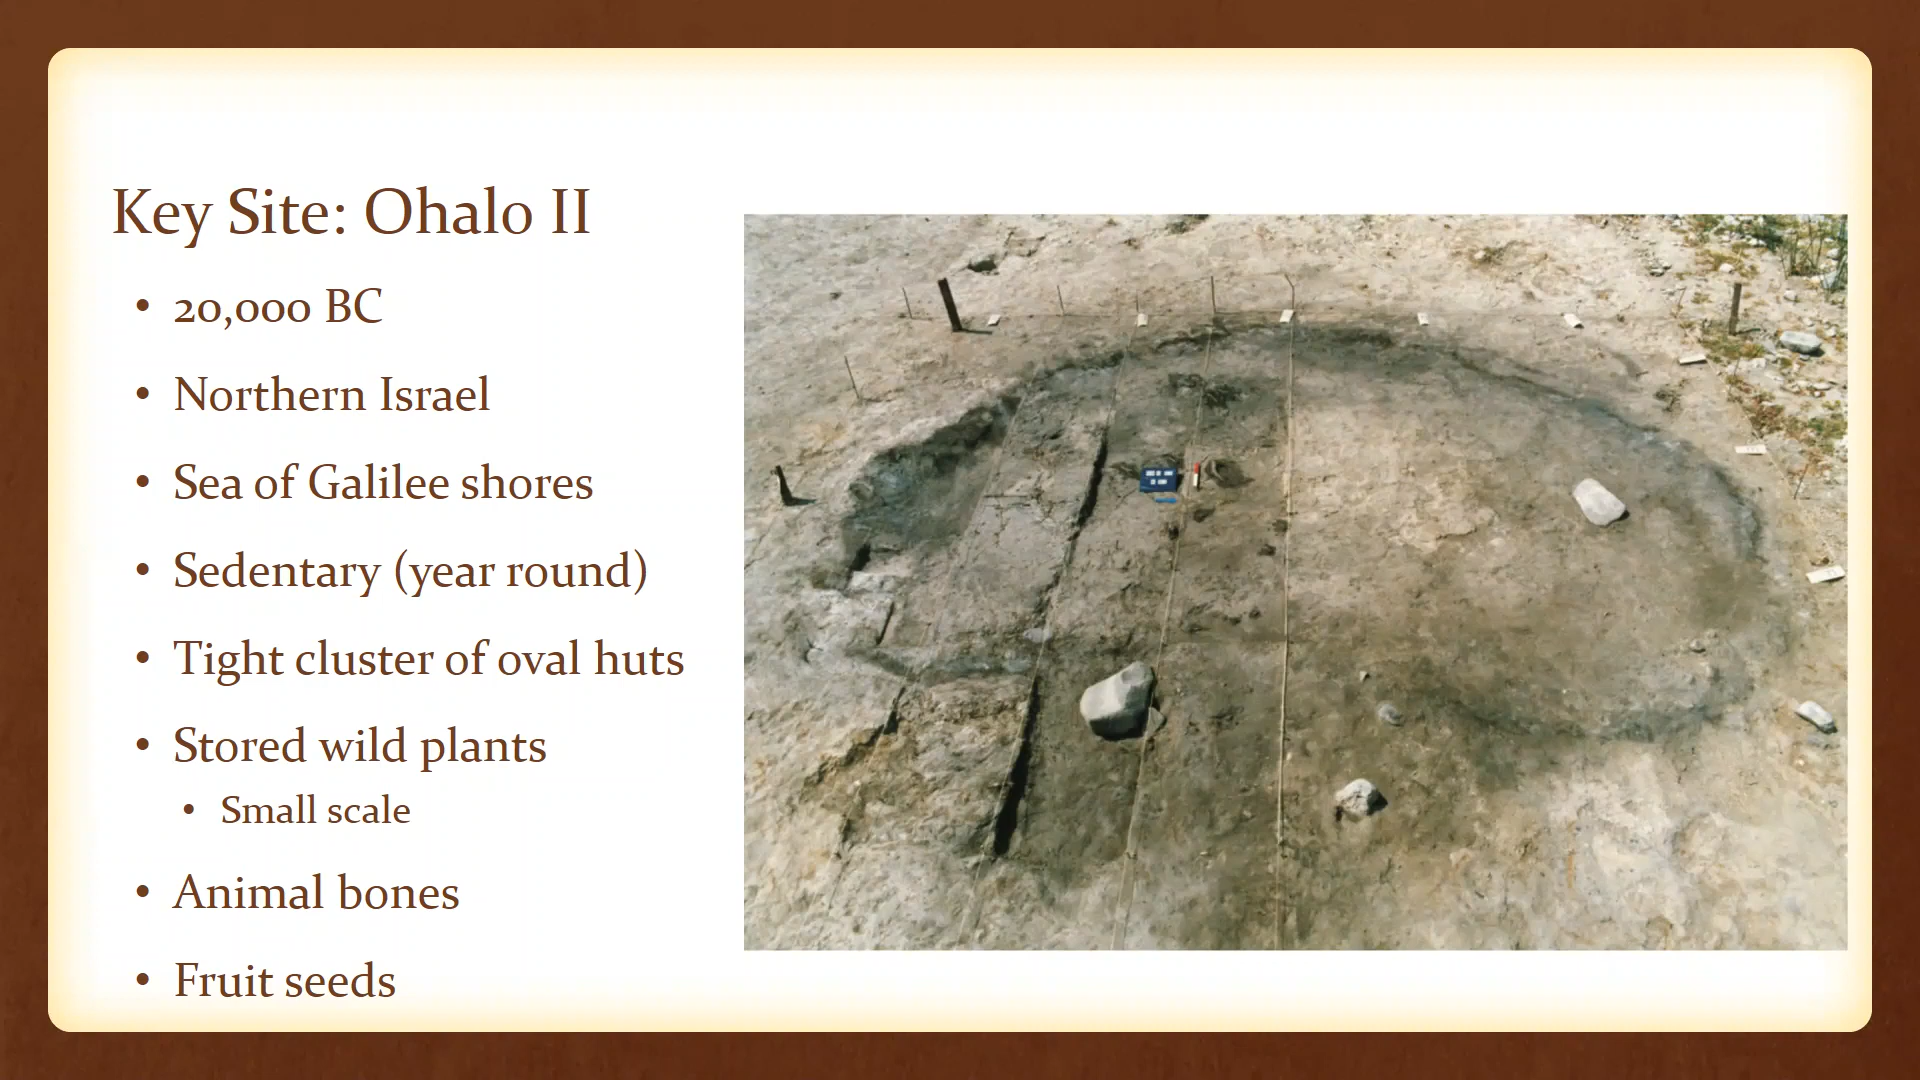 Key Site: Ohalo II
• 20,000 BC
• Northern Israel
• Sea of Galilee shores
• Sedentary (year round)
• Tight cluster of oval huts
• Stored wild plants
• Small scale
• Animal bones
• Fruit seeds